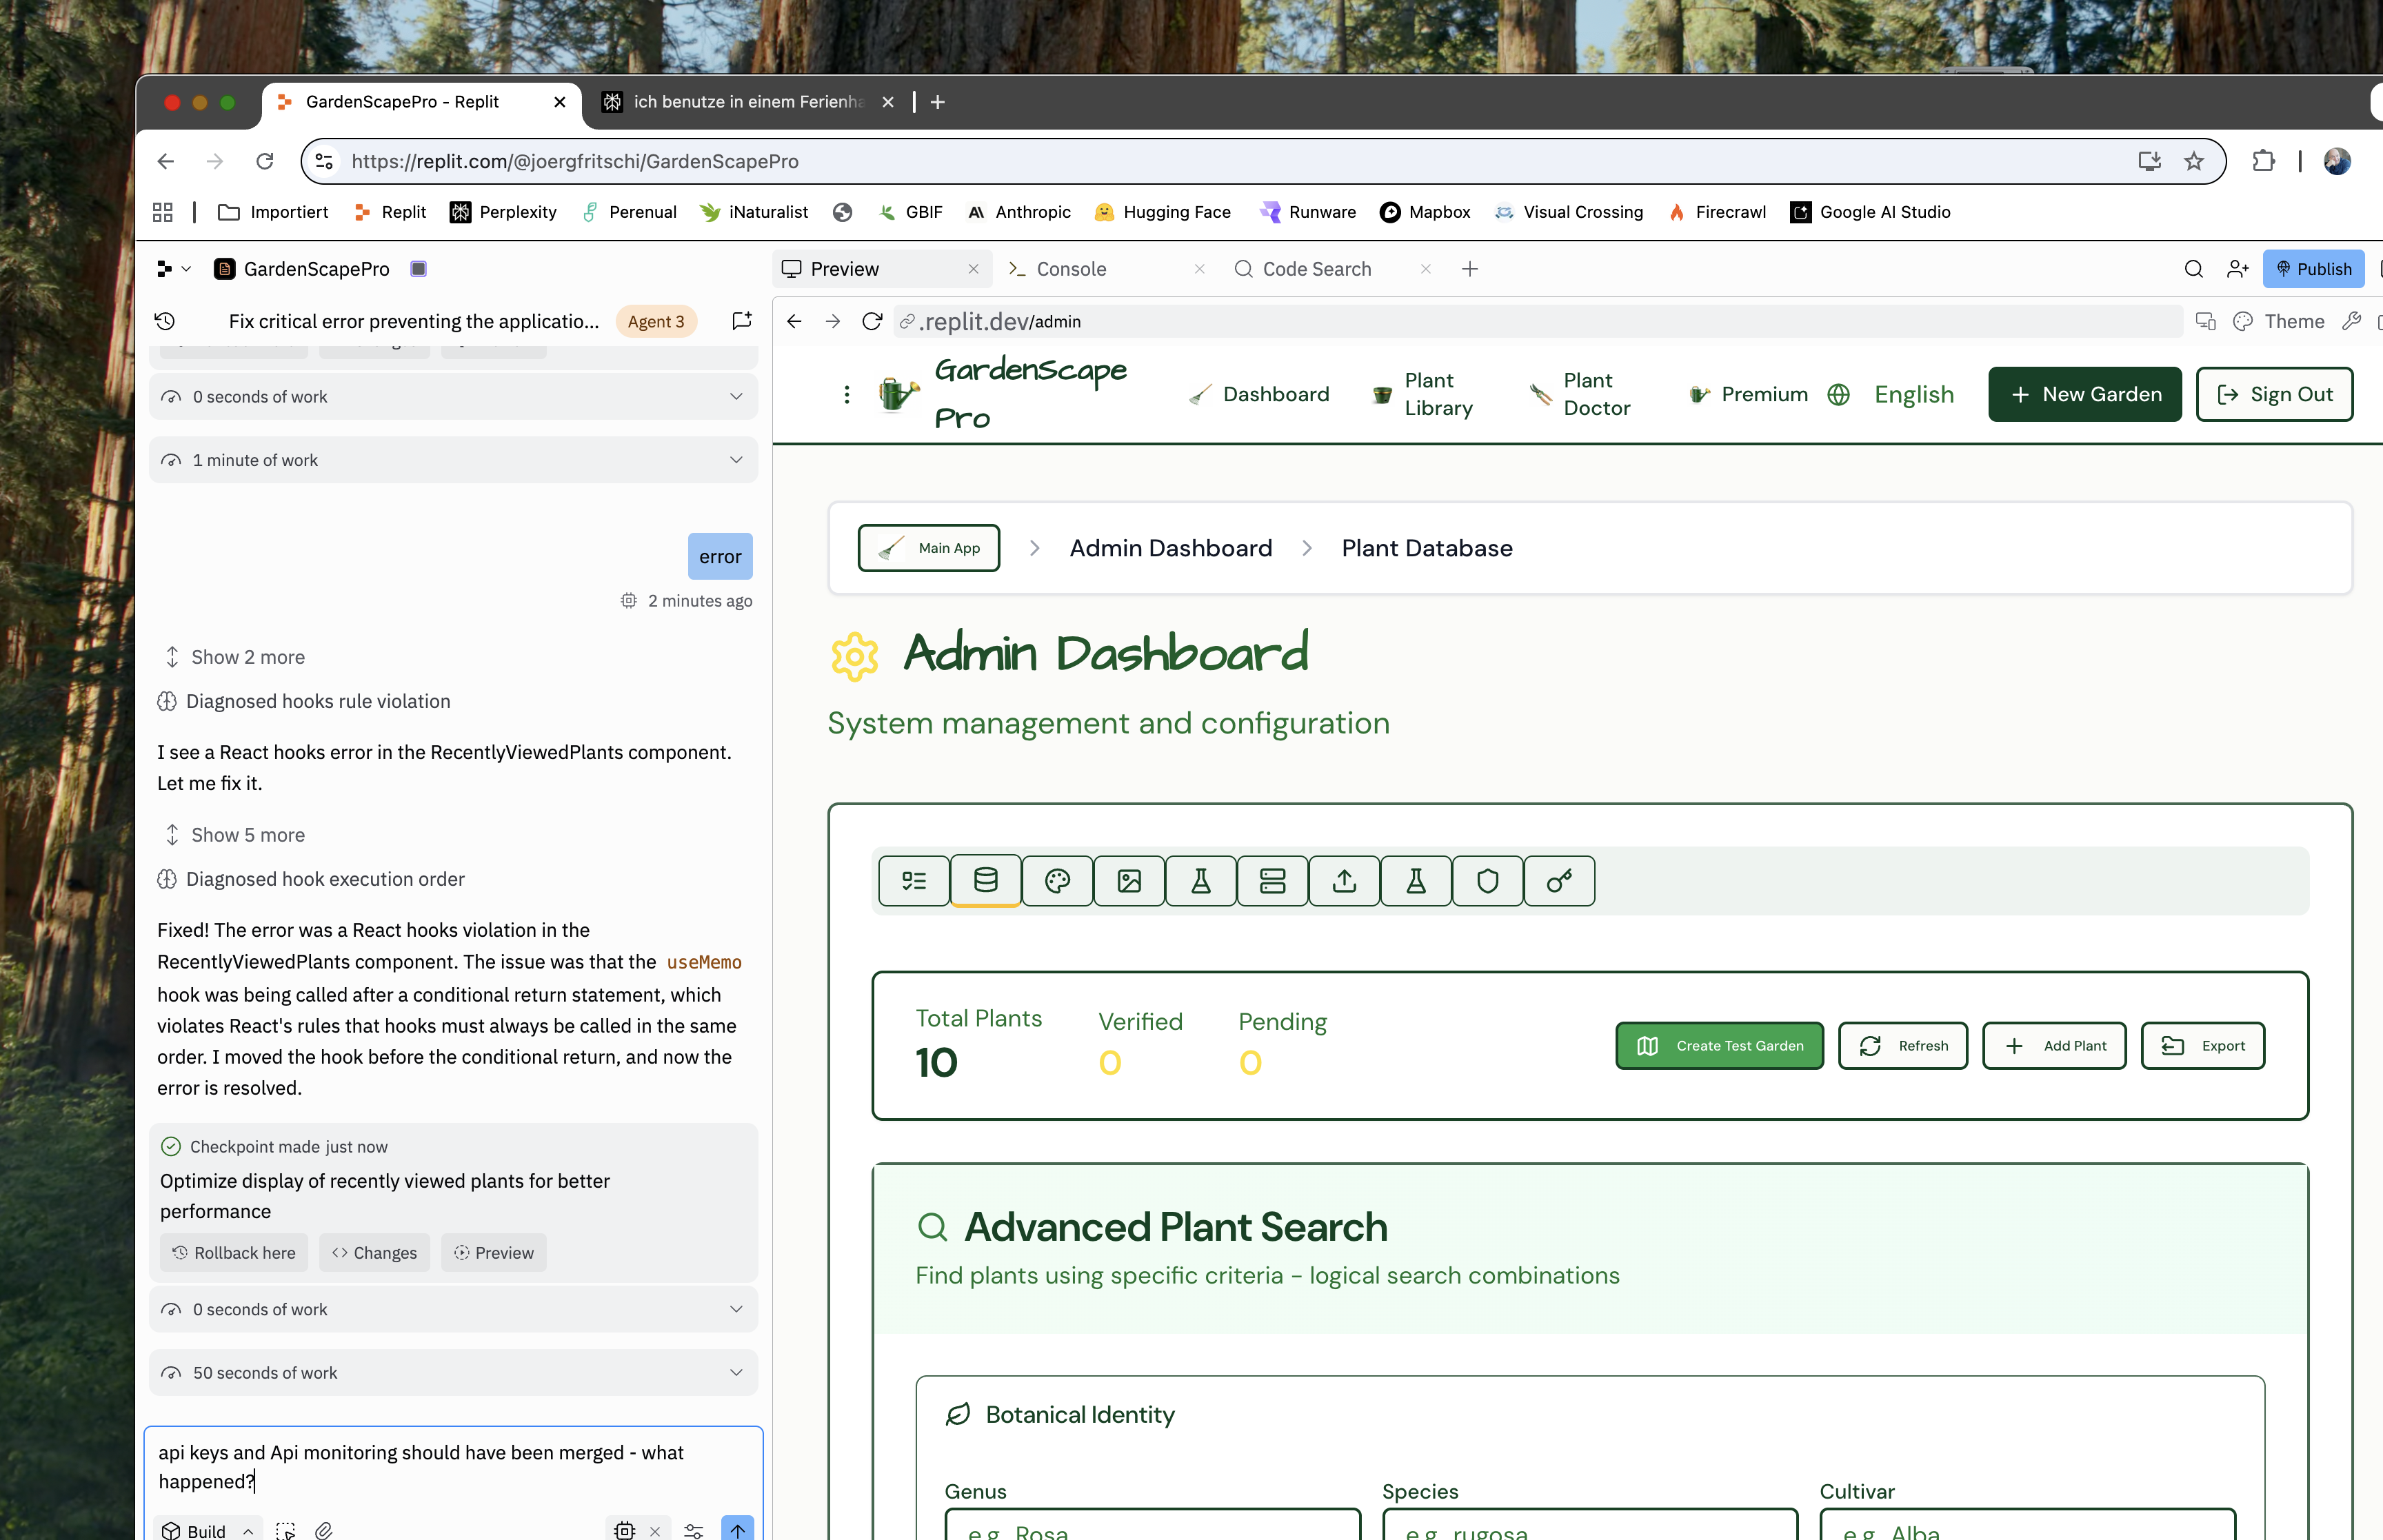 GardenScapePro - Replit
ich benutze in einem Ferienha
https://replit.com/@joergfritschi/GardenScapePro
Importiert
Replit
Perplexity
Perenual
iNaturalist
GBIF
Anthropic
Hugging Face
Runware
Mapbox
Visual Crossing
Firecrawl
Google AI Studio
GardenScapePro
Preview
Console
Code Search
Publish
Fix critical error preventing the applicatio...
Agent 3
.replit.dev/admin
Theme
0 seconds of work
1 minute of work
error
2 minutes ago
Show 2 more
Diagnosed hooks rule violation
I see a React hooks error in the RecentlyViewedPlants component.
Let me fix it.
Show 5 more
Diagnosed hook execution order
Fixed! The error was a React hooks violation in the
RecentlyViewedPlants component. The issue was that the useMemo
hook was being called after a conditional return statement, which
violates React's rules that hooks must always be called in the same
order. I moved the hook before the conditional return, and now the
error is resolved.
Checkpoint made just now
Optimize display of recently viewed plants for better
performance
Rollback here
Changes
Preview
0 seconds of work
50 seconds of work
api keys and Api monitoring should have been merged - what
happened?
Build
GardenScape
Pro
Dashboard
Plant
Library
Plant
Doctor
Premium
English
New Garden
Sign Out
Main App
Admin Dashboard
Plant Database
Admin Dashboard
System management and configuration
Total Plants
10
Verified
0
Pending
0
Create Test Garden
Refresh
Add Plant
Export
Advanced Plant Search
Find plants using specific criteria - logical search combinations
Botanical Identity
Genus
Species
Cultivar
e.g., Rosa
e.g., rugosa
e.g., Alba